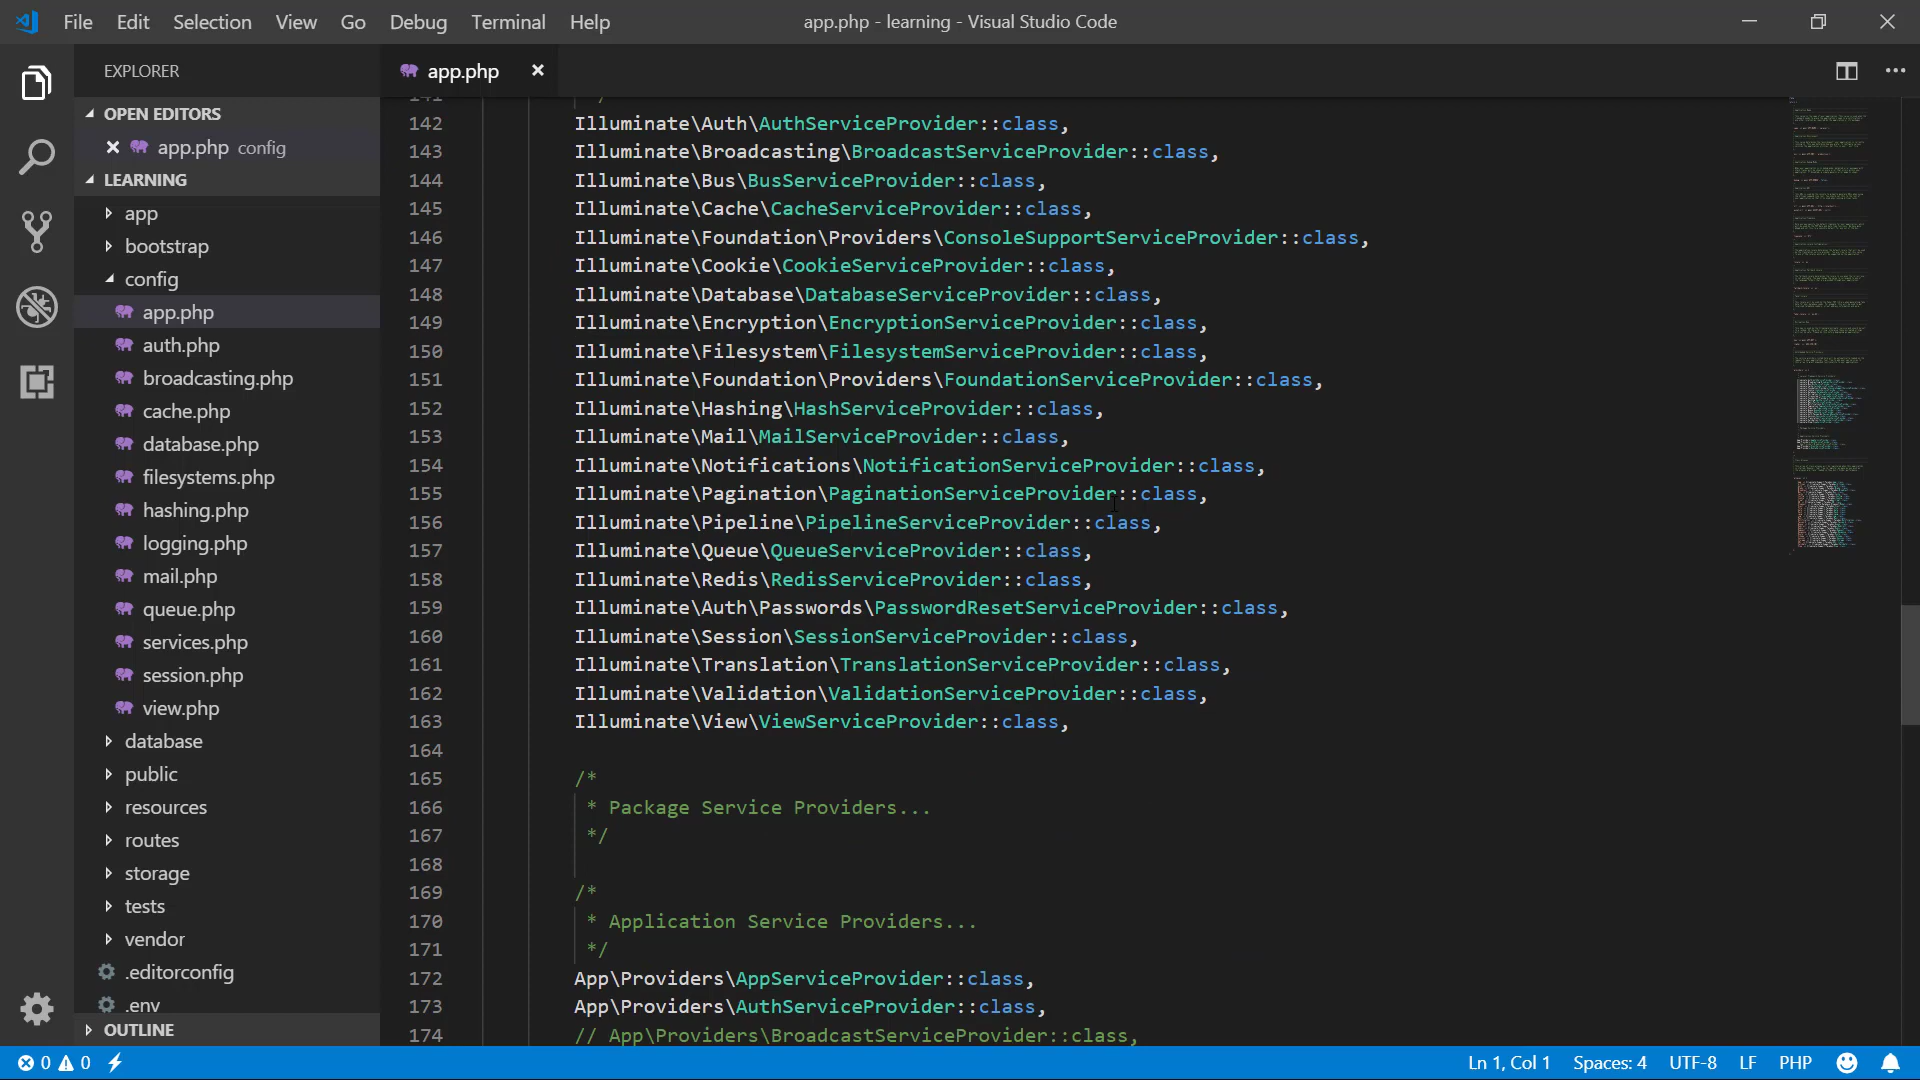 File Edit Selection View Go Debug Terminal Help
app.php - learning - Visual Studio Code
EXPLORER
OPEN EDITORS
app.php config
LEARNING
app
bootstrap
config
app.php
auth.php
broadcasting.php
cache.php
database.php
filesystems.php
hashing.php
logging.php
mail.php
queue.php
services.php
session.php
view.php
database
public
resources
routes
storage
tests
vendor
.editorconfig
.env
OUTLINE
app.php
141 */
142 Illuminate\Auth\AuthServiceProvider::class,
143 Illuminate\Broadcasting\BroadcastServiceProvider::class,
144 Illuminate\Bus\BusServiceProvider::class,
145 Illuminate\Cache\CacheServiceProvider::class,
146 Illuminate\Foundation\Providers\ConsoleSupportServiceProvider::class,
147 Illuminate\Cookie\CookieServiceProvider::class,
148 Illuminate\Database\DatabaseServiceProvider::class,
149 Illuminate\Encryption\EncryptionServiceProvider::class,
150 Illuminate\Filesystem\FilesystemServiceProvider::class,
151 Illuminate\Foundation\Providers\FoundationServiceProvider::class,
152 Illuminate\Hashing\HashServiceProvider::class,
153 Illuminate\Mail\MailServiceProvider::class,
154 Illuminate\Notifications\NotificationServiceProvider::class,
155 Illuminate\Pagination\PaginationServiceProvider::class,
156 Illuminate\Pipeline\PipelineServiceProvider::class,
157 Illuminate\Queue\QueueServiceProvider::class,
158 Illuminate\Redis\RedisServiceProvider::class,
159 Illuminate\Auth\Passwords\PasswordResetServiceProvider::class,
160 Illuminate\Session\SessionServiceProvider::class,
161 Illuminate\Translation\TranslationServiceProvider::class,
162 Illuminate\Validation\ValidationServiceProvider::class,
163 Illuminate\View\ViewServiceProvider::class,
164
165 /*
166 * Package Service Providers...
167 */
168
169 /*
170 * Application Service Providers...
171 */
172 App\Providers\AppServiceProvider::class,
173 App\Providers\AuthServiceProvider::class,
174 // App\Providers\BroadcastServiceProvider::class,
0 0
Ln 1, Col 1 Spaces: 4 UTF-8 LF PHP